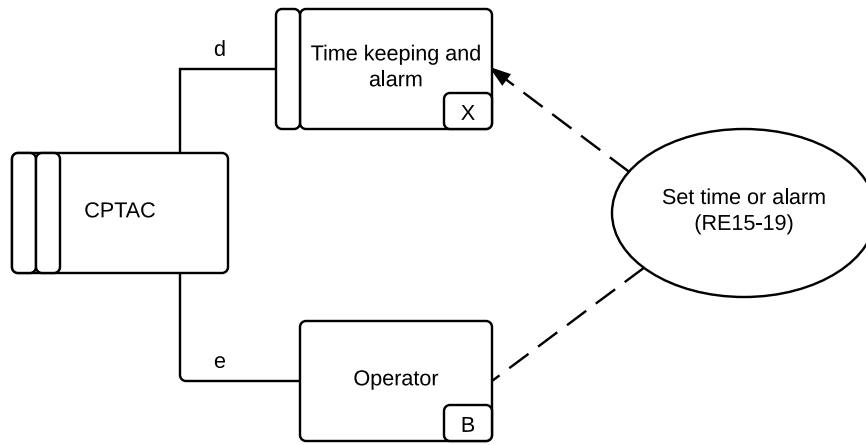 d
Time keeping and
alarm
X
CPTAC
Set time or alarm
(RE15-19)
e
Operator
B